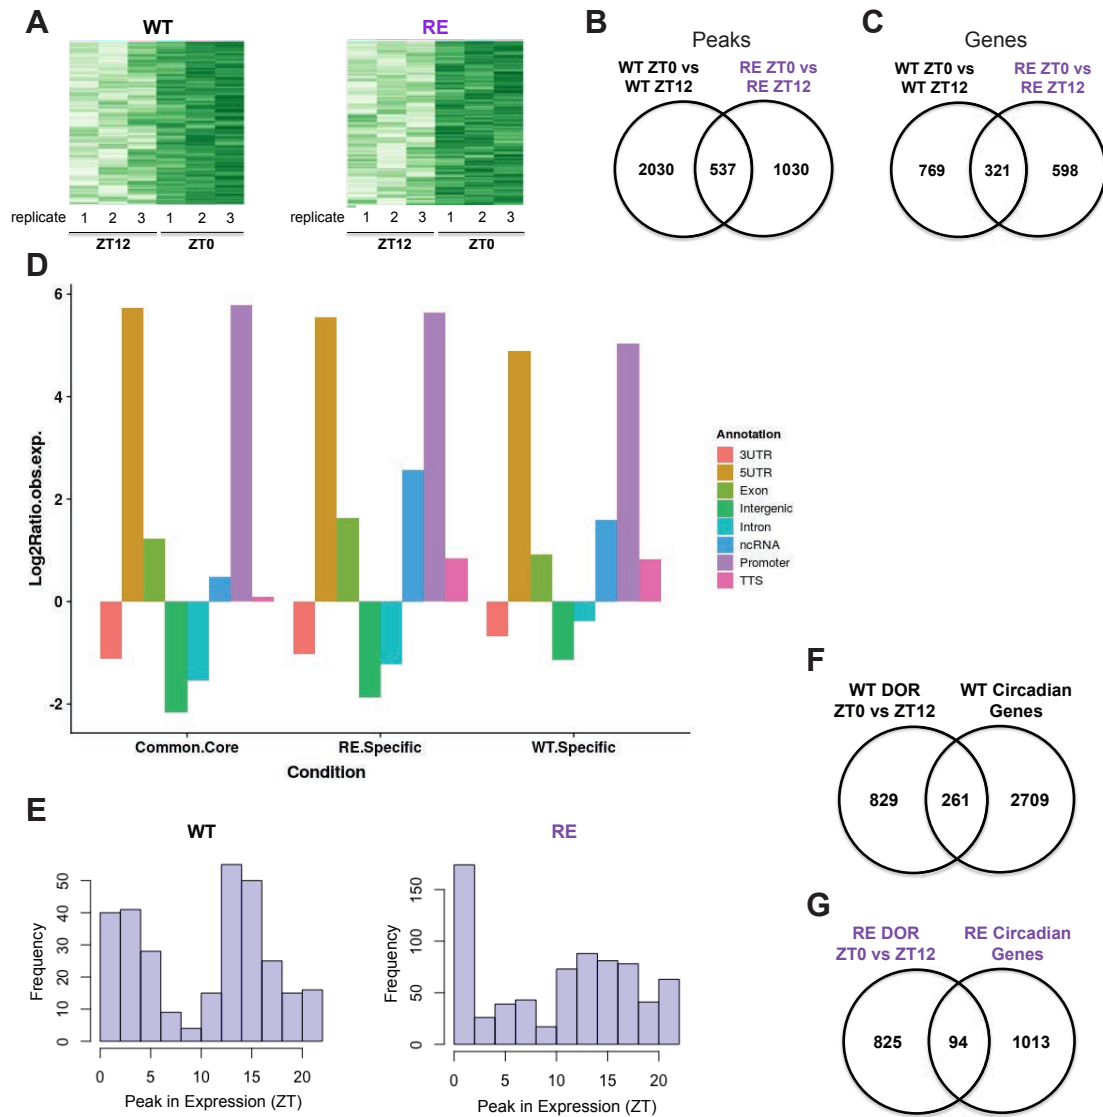 A
WT
RE
replicate 1 2 3 1 2 3
ZT12 ZT0
replicate 1 2 3 1 2 3
ZT12 ZT0
B
Peaks
WT ZT0 vs
WT ZT12
RE ZT0 vs
RE ZT12
2030 537 1030
C
Genes
WT ZT0 vs
WT ZT12
RE ZT0 vs
RE ZT12
769 321 598
D
Log2Ratio.obs.exp.
6
4
2
0
-2
Common.Core RE.Specific WT.Specific
Condition
Annotation
3UTR
5UTR
Exon
Intergenic
Intron
ncRNA
Promoter
TTS
E
WT
Frequency
50
40
30
20
10
0
0 5 10 15 20
Peak in Expression (ZT)
RE
Frequency
150
100
50
0
0 5 10 15 20
Peak in Expression (ZT)
F
WT DOR
ZT0 vs ZT12
WT Circadian
Genes
829 261 2709
G
RE DOR
ZT0 vs ZT12
RE Circadian
Genes
825 94 1013